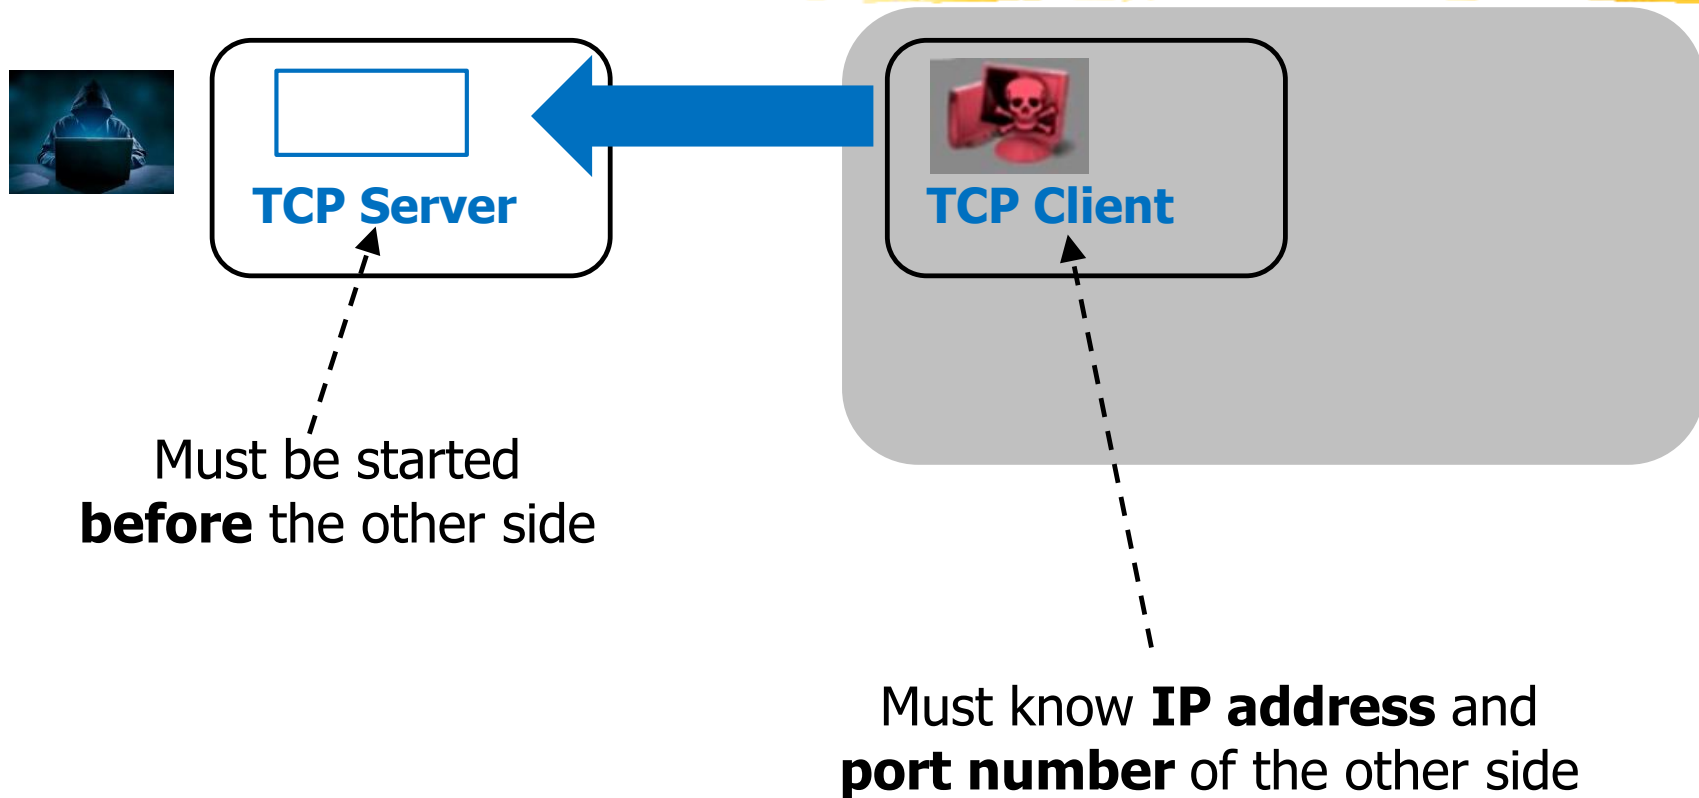 TCP Server
TCP Client
Must be started
before the other side
Must know IP address and
port number of the other side